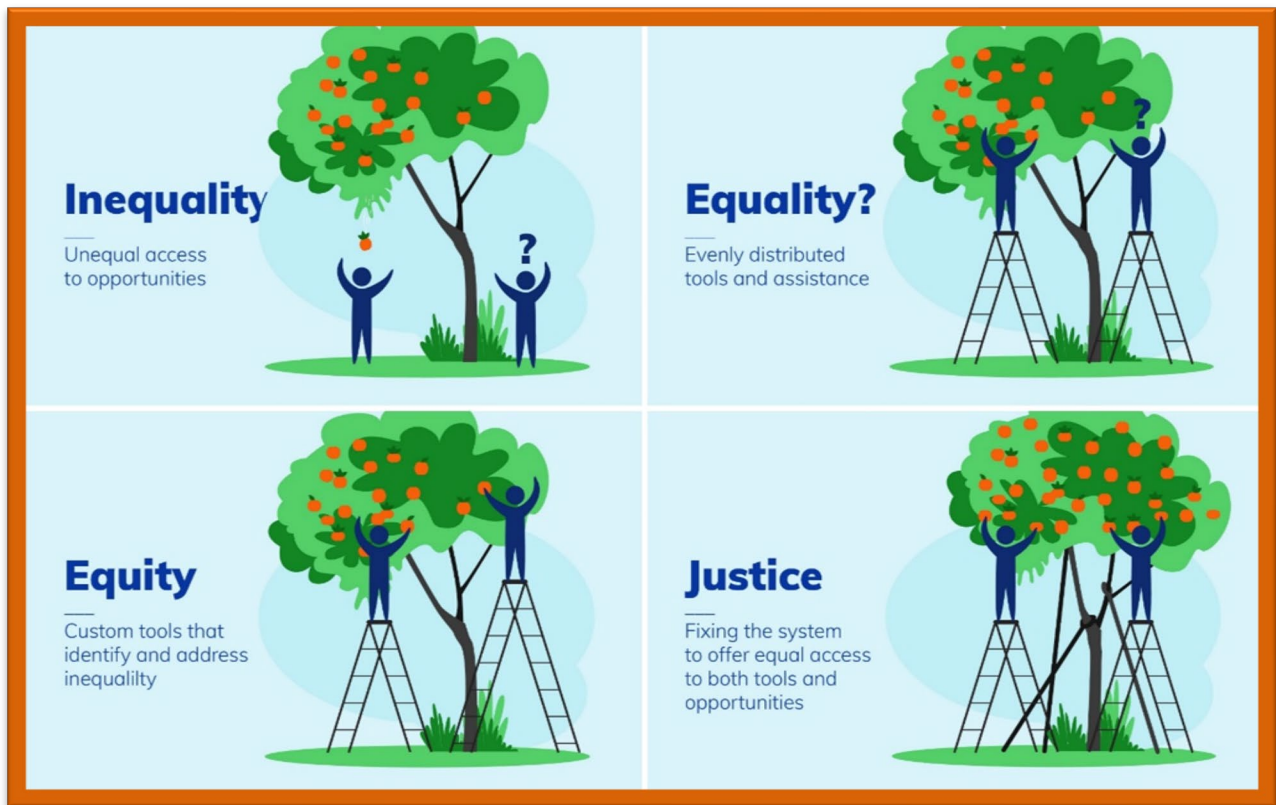 Inequality
Unequal access
to opportunities
?
Equality?
Evenly distributed
tools and assistance
?
Equity
Custom tools that
identify and address
inequalilty
Justice
Fixing the system
to offer equal access
to both tools and
opportunities